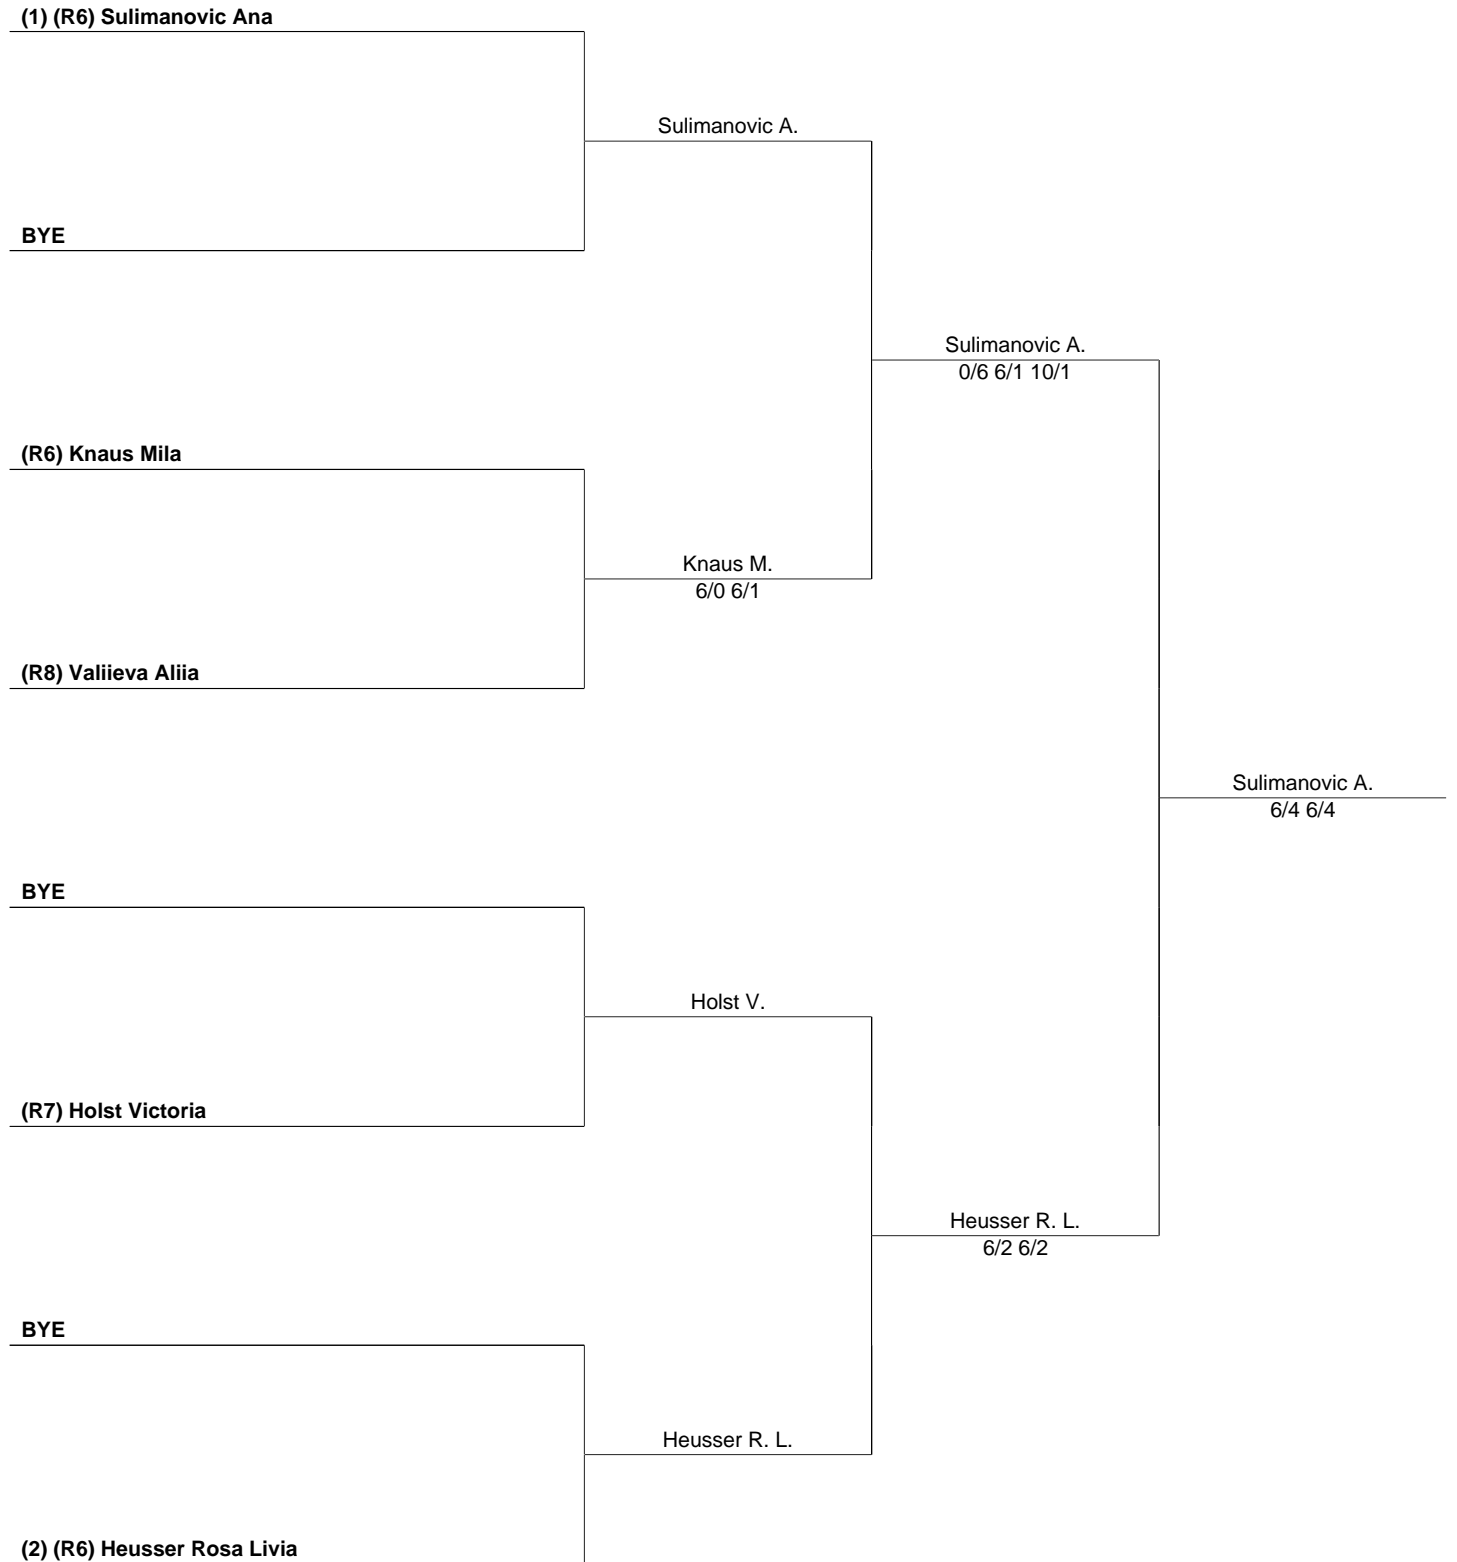 (1) (R6) Sulimanovic Ana
Sulimanovic A.
BYE
Sulimanovic A.
0/6 6/1 10/1
(R6) Knaus Mila
Knaus M.
6/0 6/1
(R8) Valiieva Aliia
Sulimanovic A.
6/4 6/4
BYE
Holst V.
(R7) Holst Victoria
Heusser R. L.
6/2 6/2
BYE
Heusser R. L.
(2) (R6) Heusser Rosa Livia